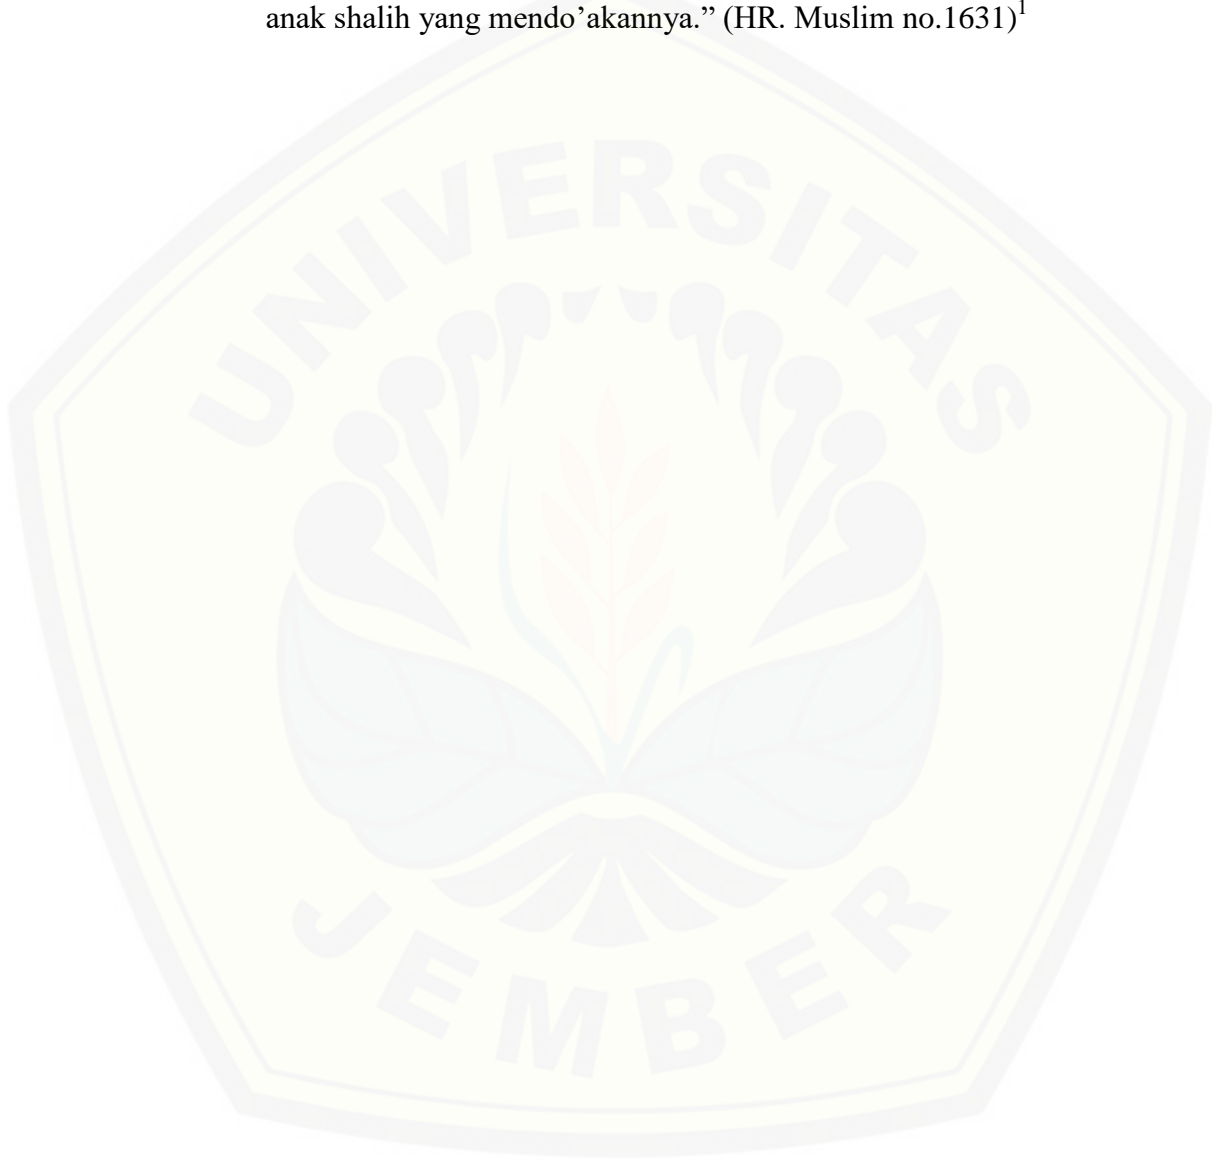 anak shalih yang mendo’akannya.” (HR. Muslim no.1631)1
UNIVERSITAS
JEMBER